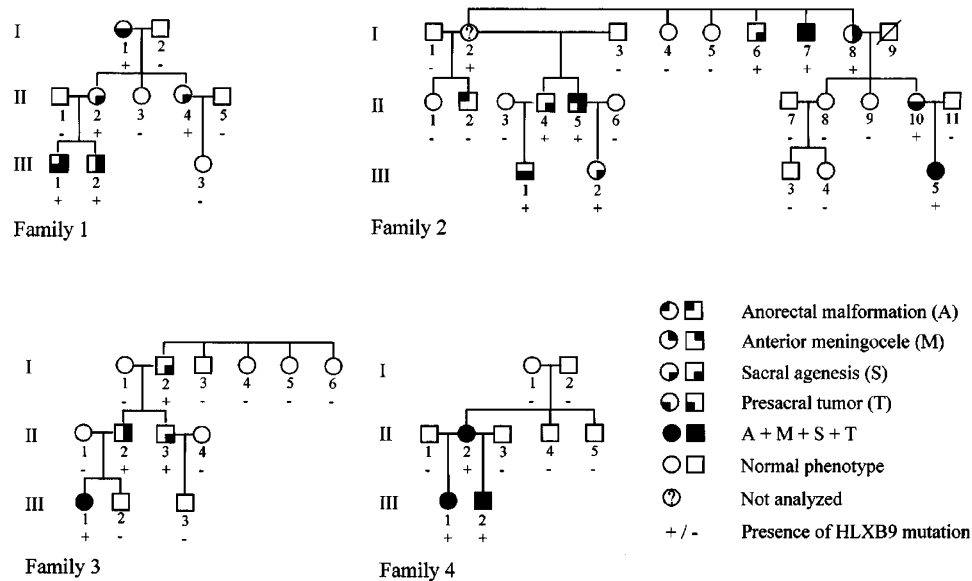 I
1 2
+ -
II
1 2 3 4 5
- + - + -
III
1 2 3
+ + -
Family 1
I
?
1 2 3 4 5 6 7 8 9
- + - - - + + +
II
1 2 3 4 5 6 7 8 9 10 11
- - - + + - - - - + -
III
1 2 3 4 5
+ + - - +
Family 2
I
1 2 3 4 5 6
- + - - - -
II
1 2 3 4
- + + -
III
1 2 3
+ - -
Family 3
I
1 2
- -
II
1 2 3 4 5
- + - - -
III
1 2
+ +
Family 4
Anorectal malformation (A)
Anterior meningocele (M)
Sacral agenesis (S)
Presacral tumor (T)
A + M + S + T
Normal phenotype
? Not analyzed
+ / - Presence of HLXB9 mutation